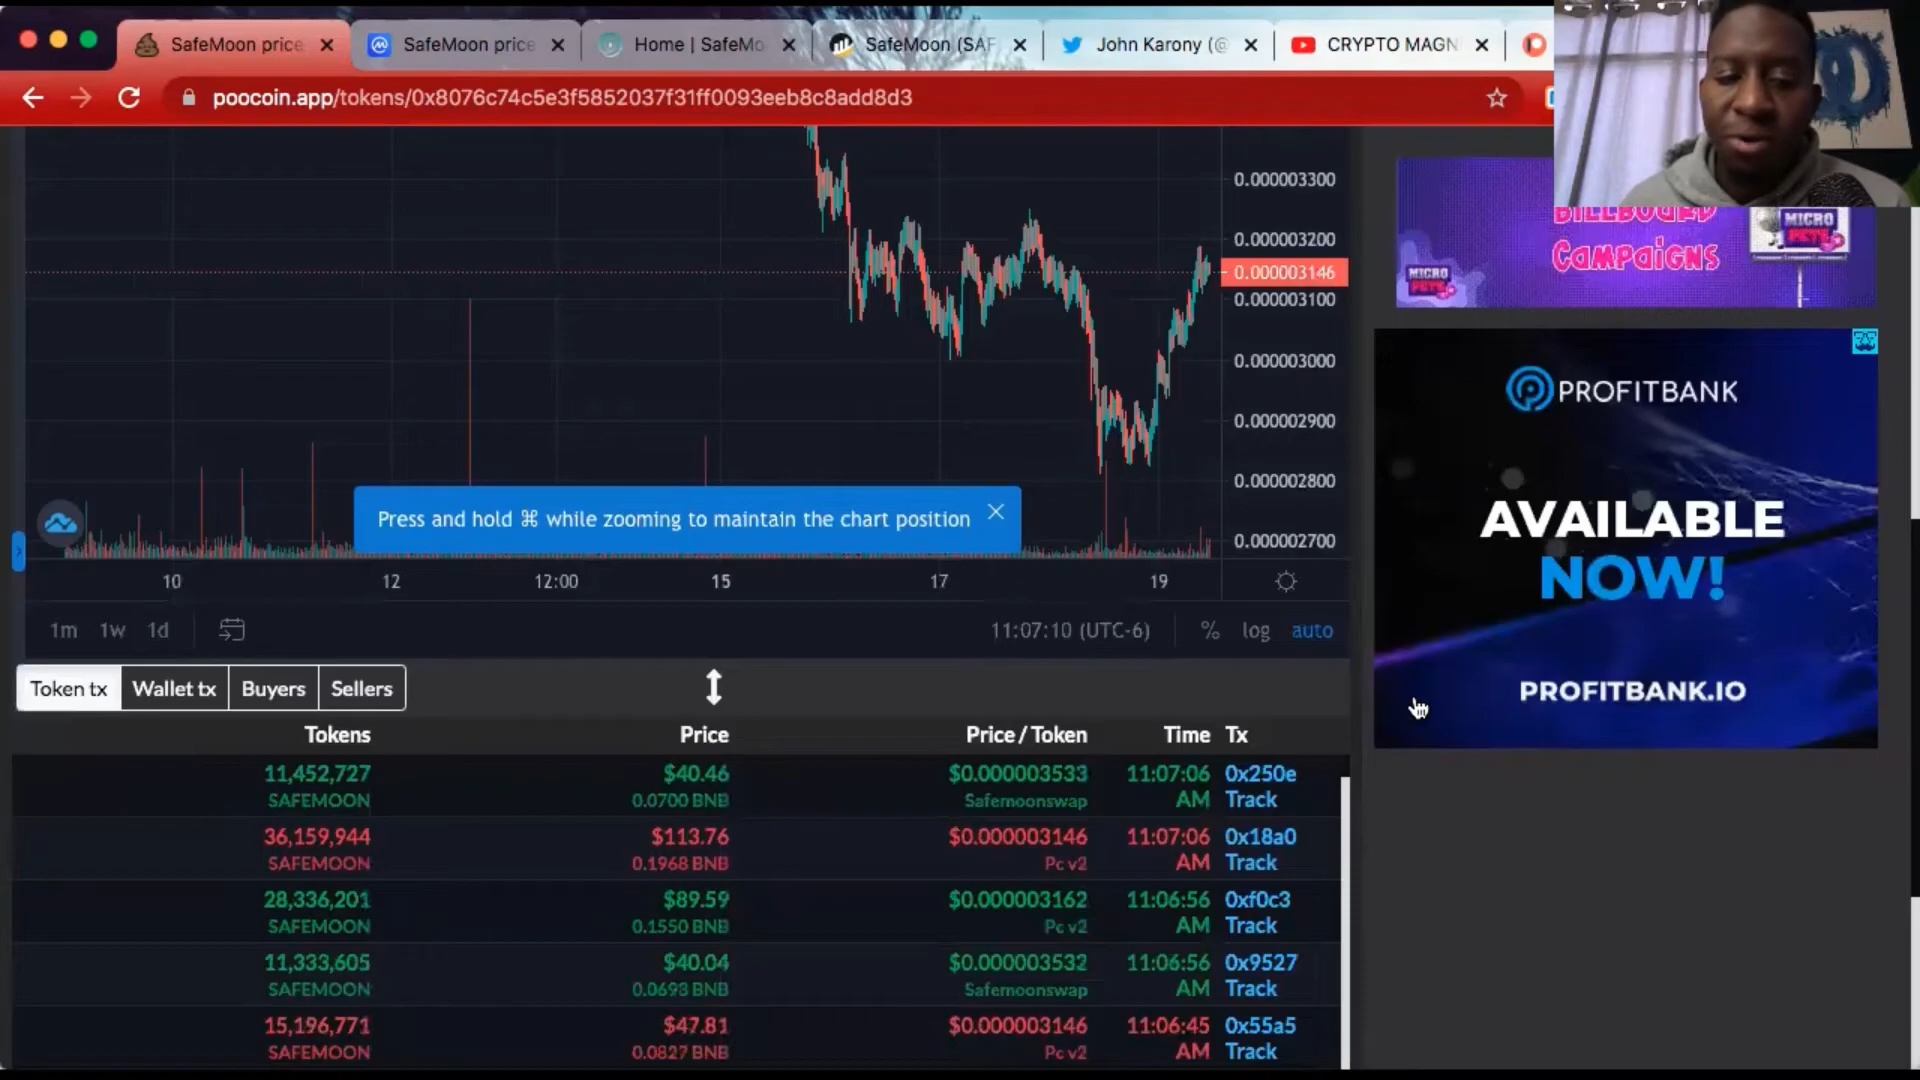 SafeMoon price
SafeMoon price
Home | SafeMo
SafeMoon (SAF
John Karony (@
CRYPTO MAGN
poocoin.app/tokens/0x8076c74c5e3f5852037f31ff0093eeb8c8add8d3
0.000003300
0.000003200
0.000003146
0.000003100
0.000003000
0.000002900
0.000002800
0.000002700
Press and hold ⌘ while zooming to maintain the chart position
10
12
12:00
15
17
19
1m
1w
1d
11:07:10 (UTC-6)
%
log
auto
BILLBOARD
CAMPAIGNS
MICRO
PETS
MICRO
PETS
PROFITBANK
AVAILABLE
NOW!
PROFITBANK.IO
Token tx
Wallet tx
Buyers
Sellers
Tokens Price Price / Token Time Tx
11,452,727 $40.46 $0.000003533 11:07:06 0x250e
SAFEMOON 0.0700 BNB Safemoonswap AM Track
36,159,944 $113.76 $0.000003146 11:07:06 0x18a0
SAFEMOON 0.1968 BNB Pc v2 AM Track
28,336,201 $89.59 $0.000003162 11:06:56 0xf0c3
SAFEMOON 0.1550 BNB Pc v2 AM Track
11,333,605 $40.04 $0.000003532 11:06:56 0x9527
SAFEMOON 0.0693 BNB Safemoonswap AM Track
15,196,771 $47.81 $0.000003146 11:06:45 0x55a5
SAFEMOON 0.0827 BNB Pc v2 AM Track